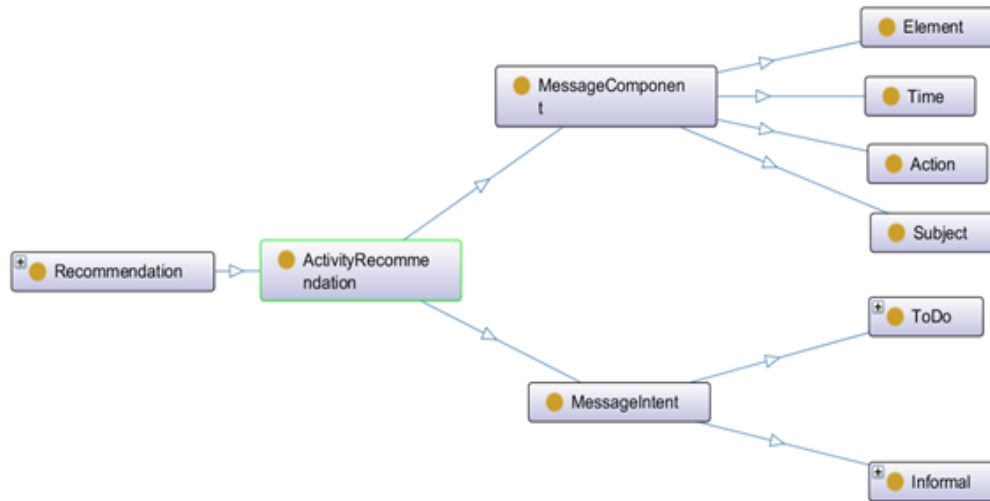 Element
MessageComponen
t
Time
Action
Subject
Recommendation
ActivityRecomme
ndation
ToDo
MessageIntent
Informal